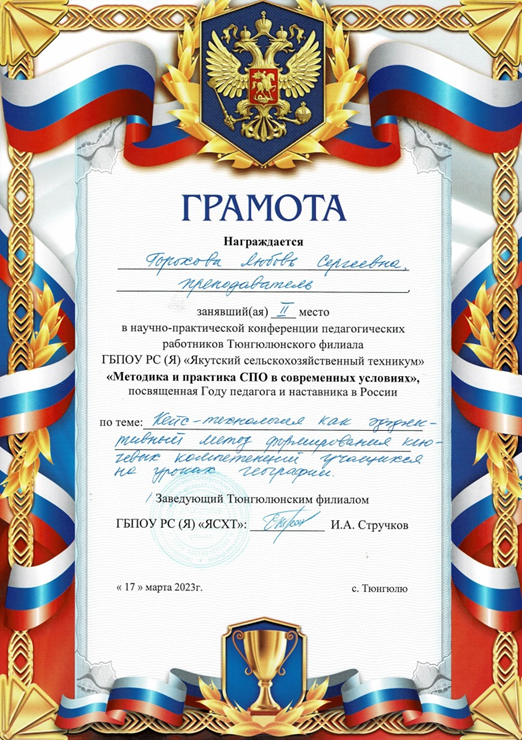 ГРАМОТА
Награждается
Горохова Любовь Сергеевна,
преподаватель,
занявший(ая) II место
в научно-практической конференции педагогических
работников Тюнгюлюнского филиала
ГБПОУ РС (Я) «Якутский сельскохозяйственный техникум»
«Методика и практика СПО в современных условиях»,
посвященная Году педагога и наставника в России
по теме: Кейс-технология как эффек-
тивный метод формирования клю-
чевых компетенций учащихся
на уроках географии.
Заведующий Тюнгюлюнским филиалом
ГБПОУ РС (Я) «ЯСХТ»: И.А. Стручков
« 17 » марта 2023г. с. Тюнгюлю